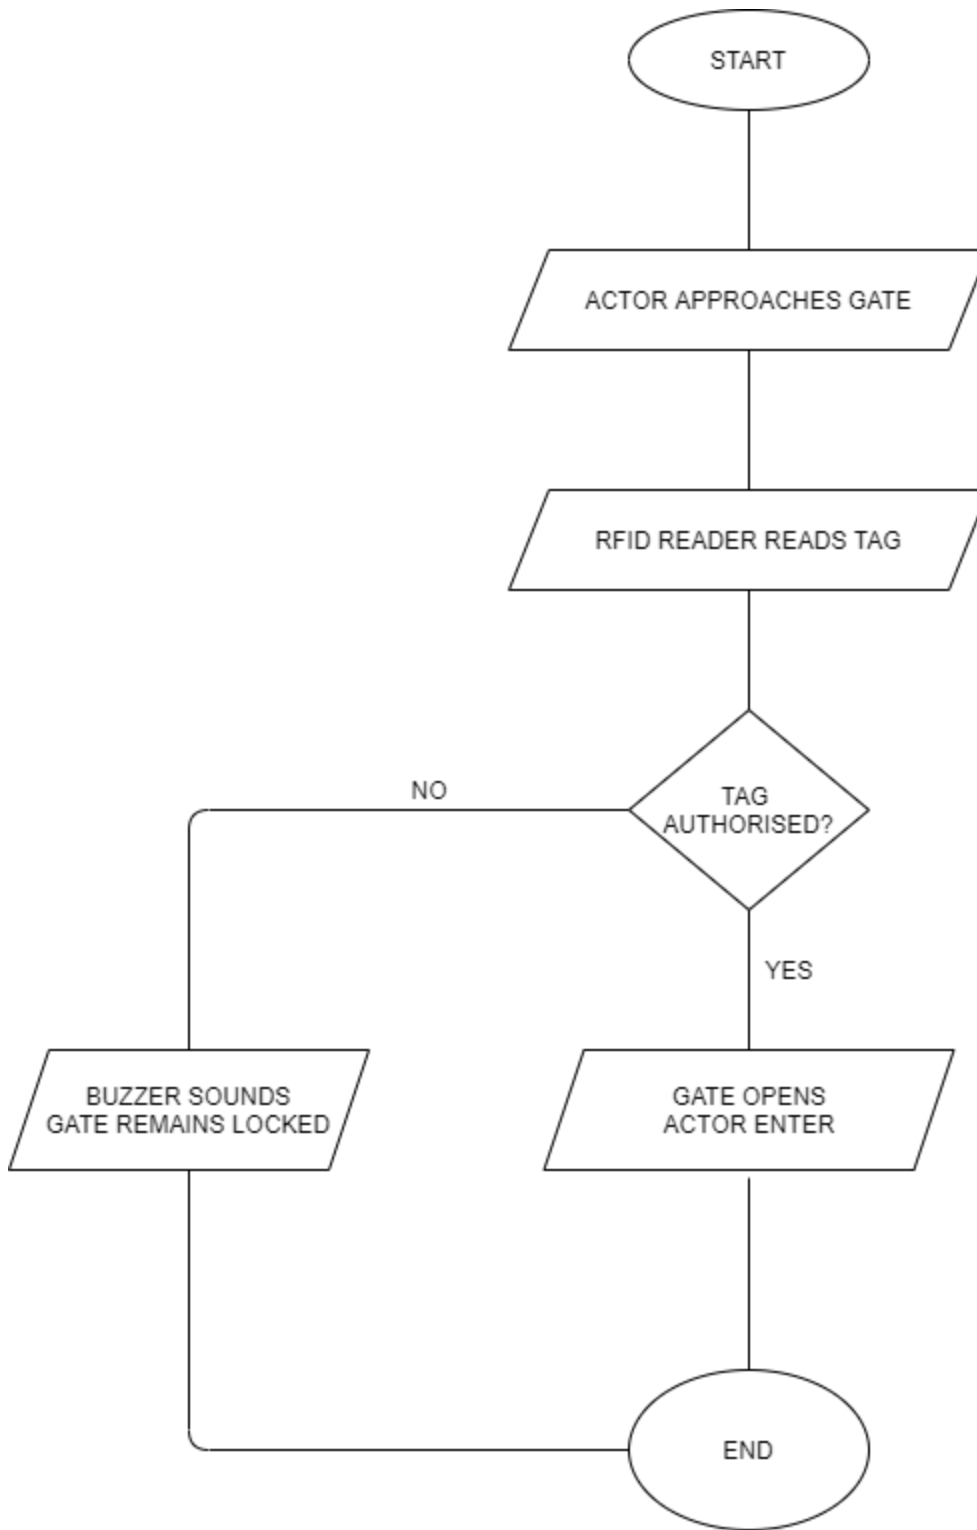 START
ACTOR APPROACHES GATE
RFID READER READS TAG
TAG
AUTHORISED?
NO
YES
BUZZER SOUNDS
GATE REMAINS LOCKED
GATE OPENS
ACTOR ENTER
END